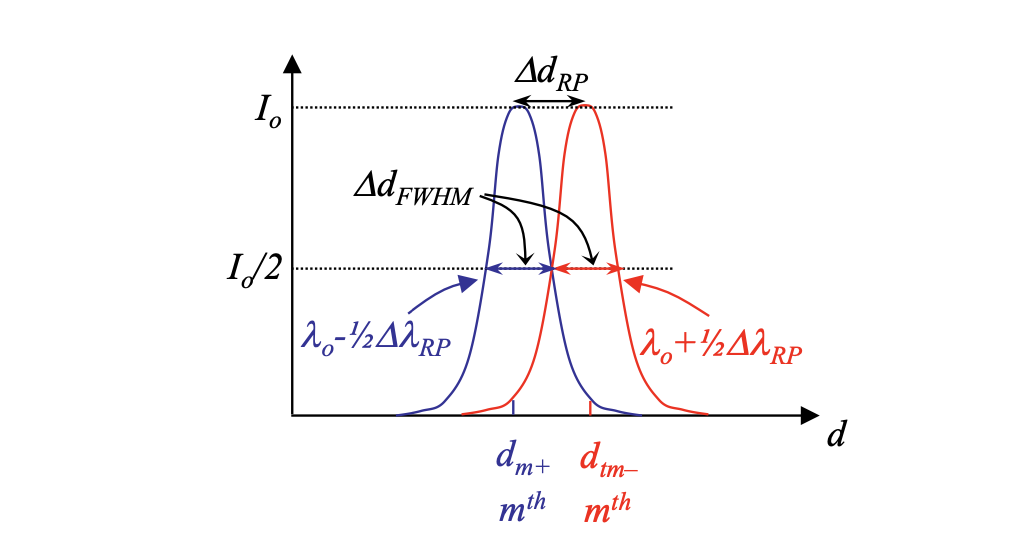 Δd_RP
I_o
Δd_FWHM
I_o/2
λ_o-½Δλ_RP
λ_o+½Δλ_RP
d
d_m+ d_tm–
m^th m^th